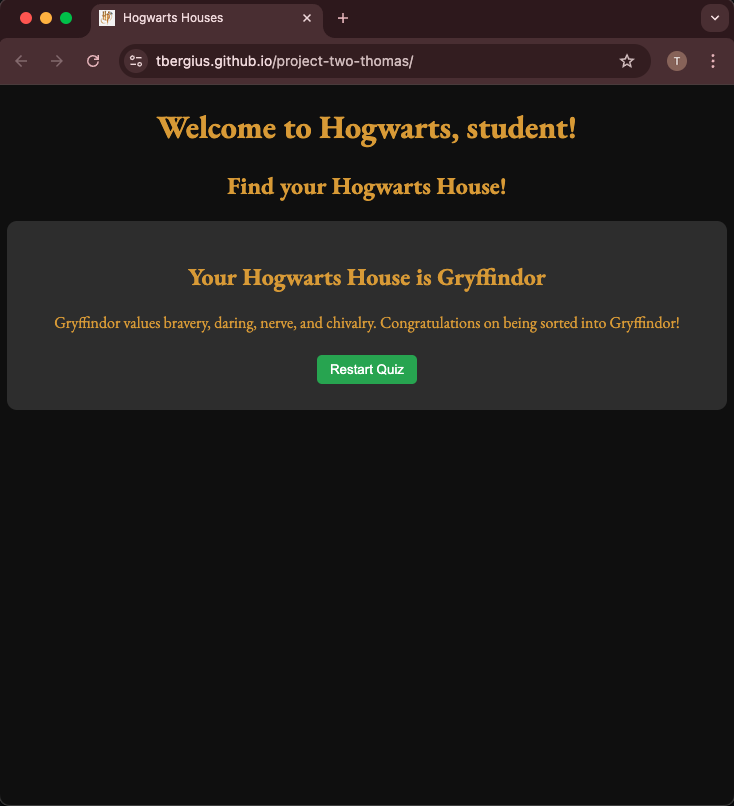 Hogwarts Houses
tbergius.github.io/project-two-thomas/
T
Welcome to Hogwarts, student!
Find your Hogwarts House!
Your Hogwarts House is Gryffindor
Gryffindor values bravery, daring, nerve, and chivalry. Congratulations on being sorted into Gryffindor!
Restart Quiz